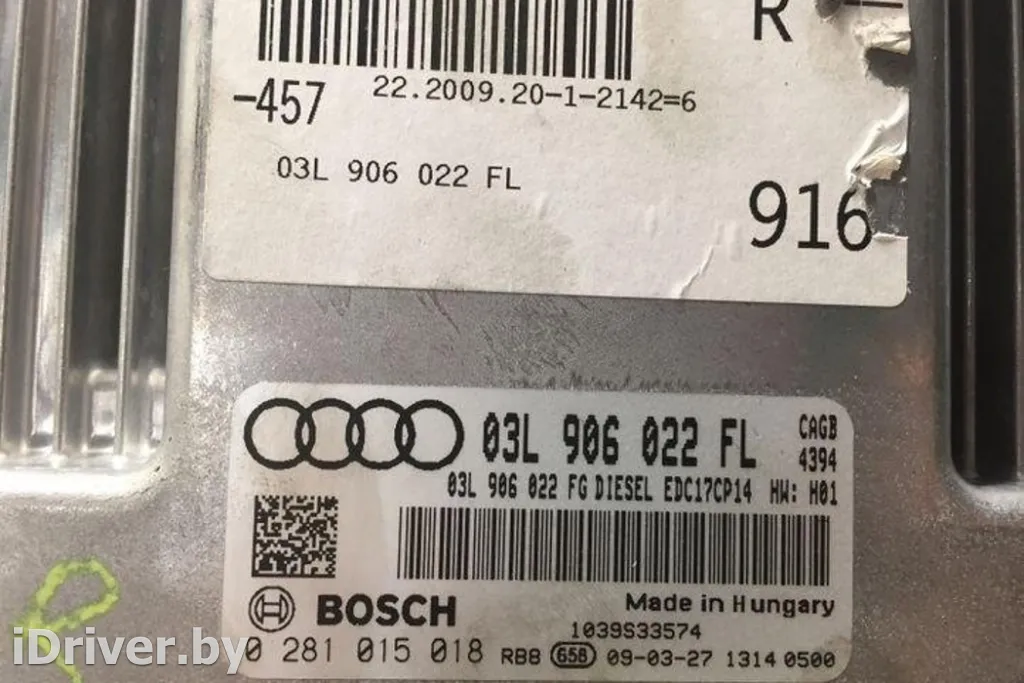 R
22.2009.20-1-2142=6
-457
03L 906 022 FL
916
03L 906 022 FL
CAGB
4394
03L 906 022 FG DIESEL EDC17CP14 HW: H01
BOSCH
Made in Hungary
1039S33574
0 281 015 018 RB8 658 09-03-27 1314 0500
iDriver.by